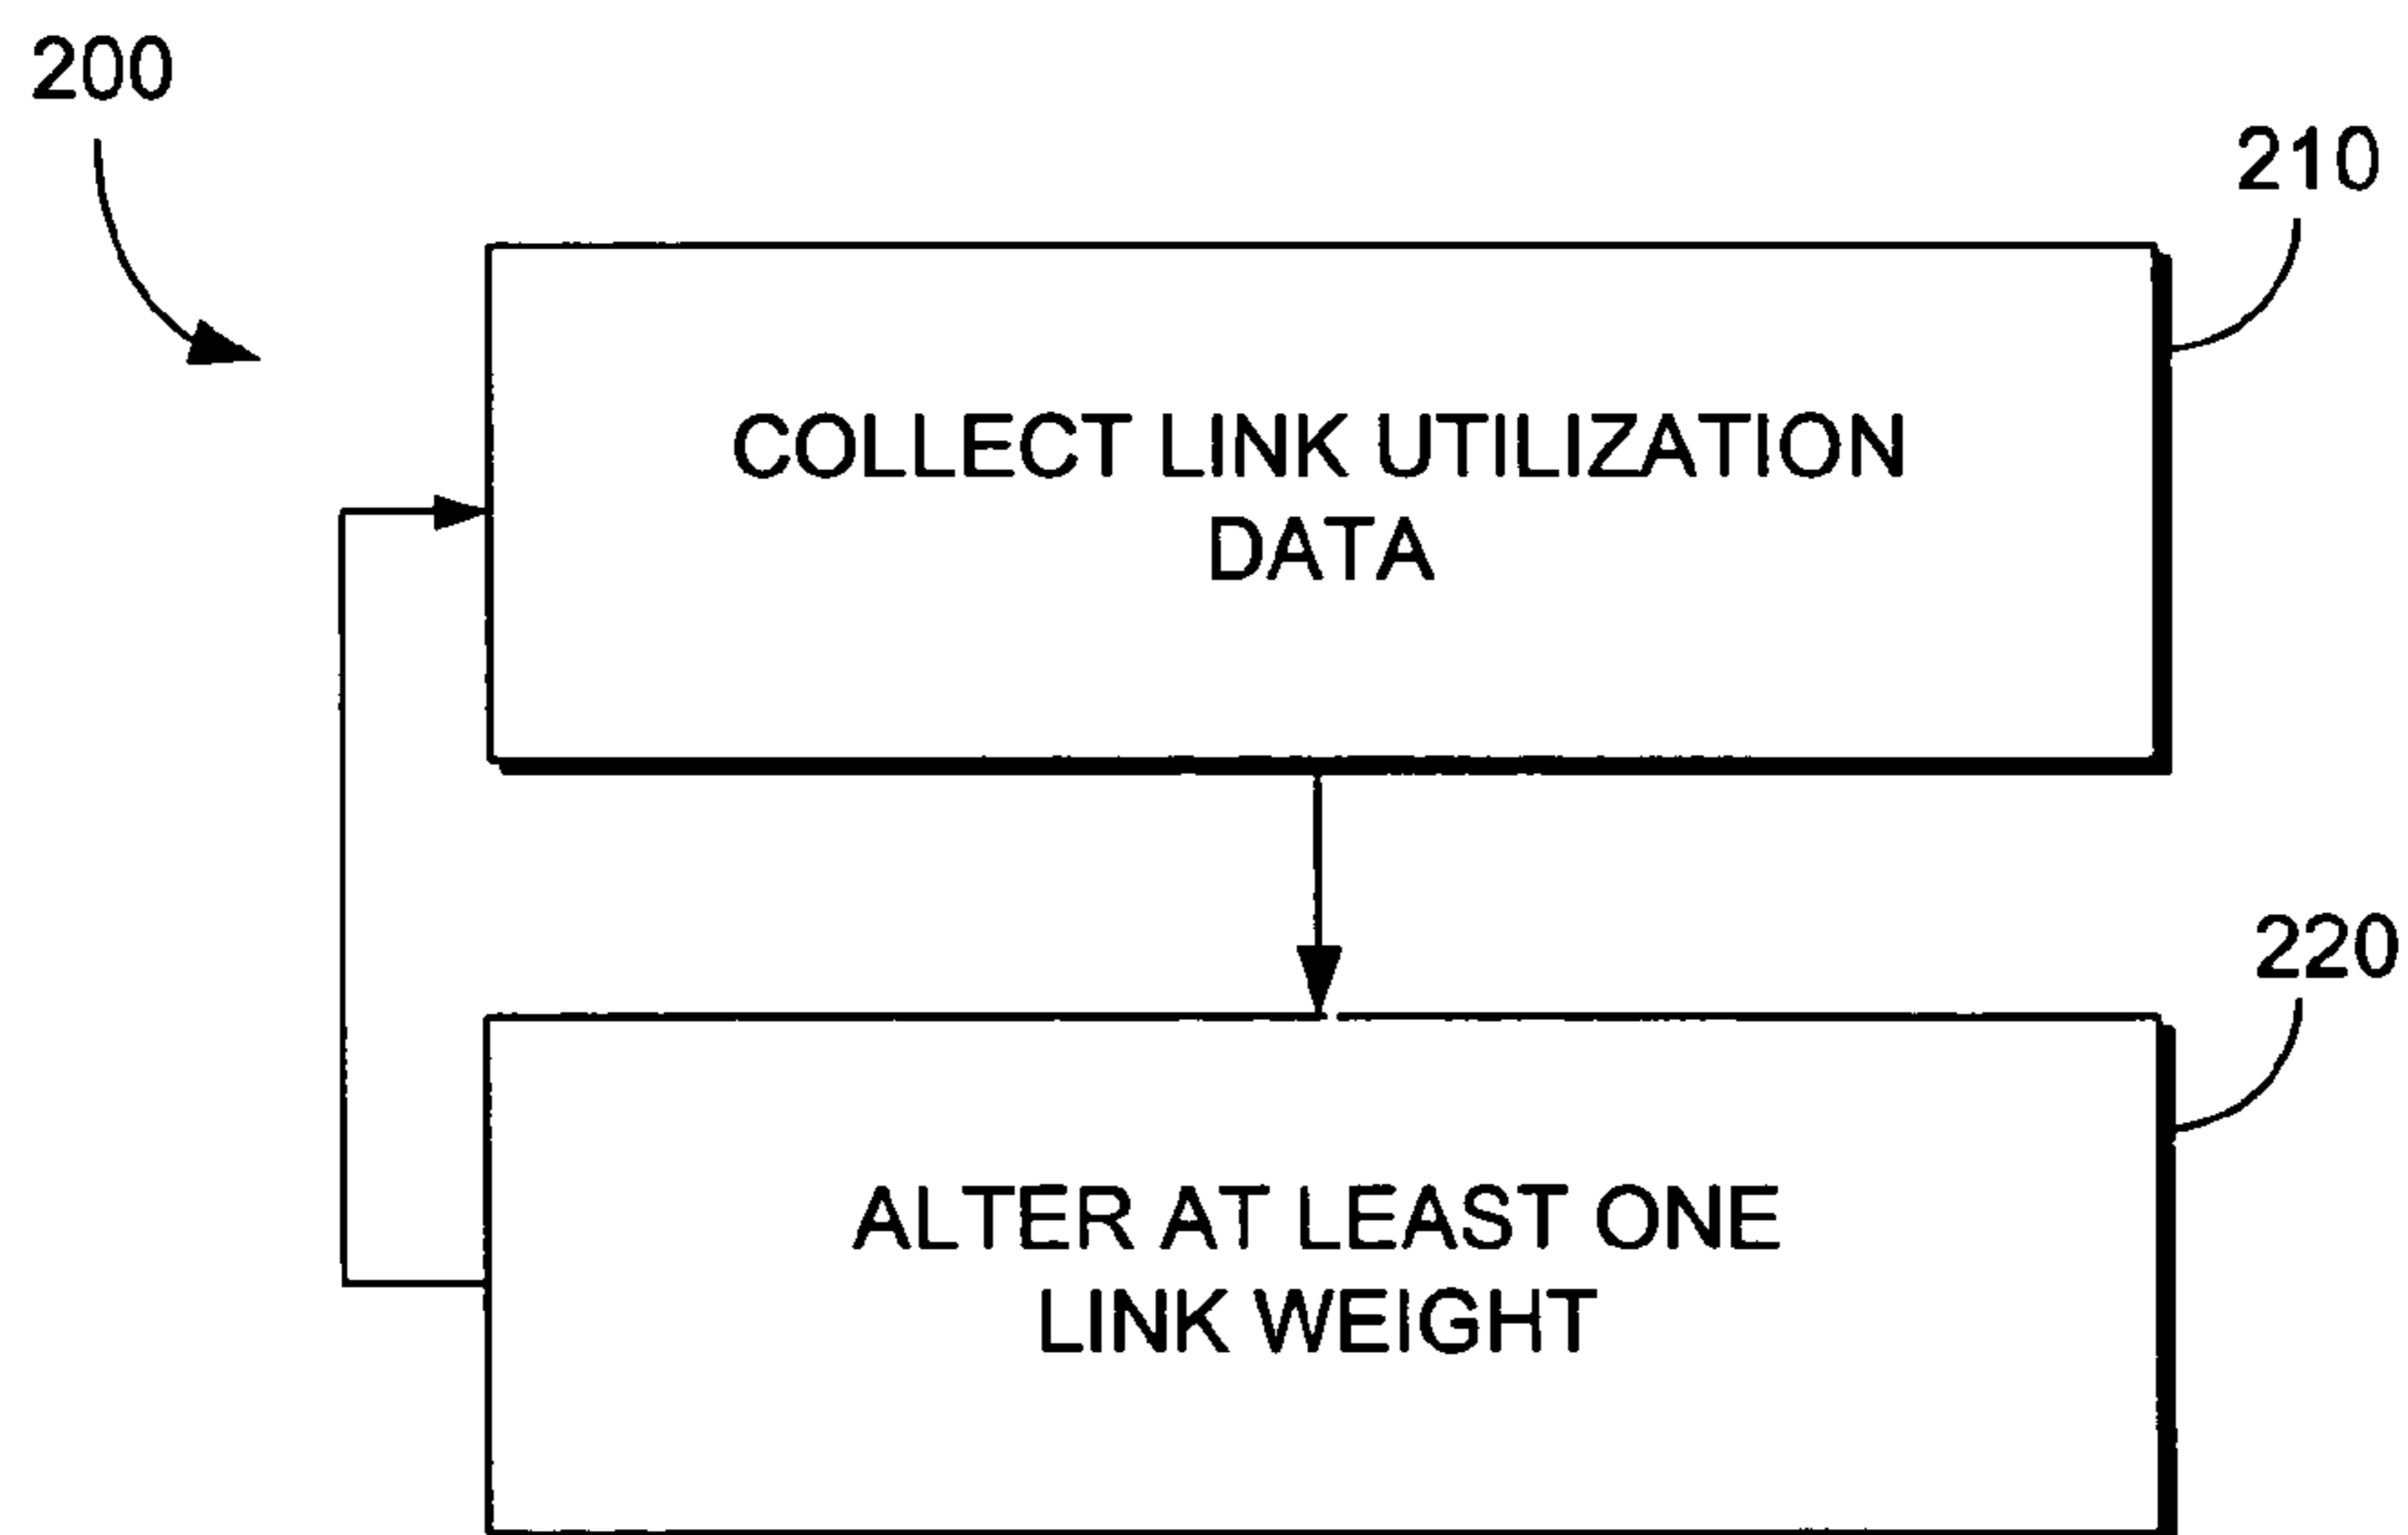 200
210
COLLECT LINK UTILIZATION
DATA
220
ALTER AT LEAST ONE
LINK WEIGHT